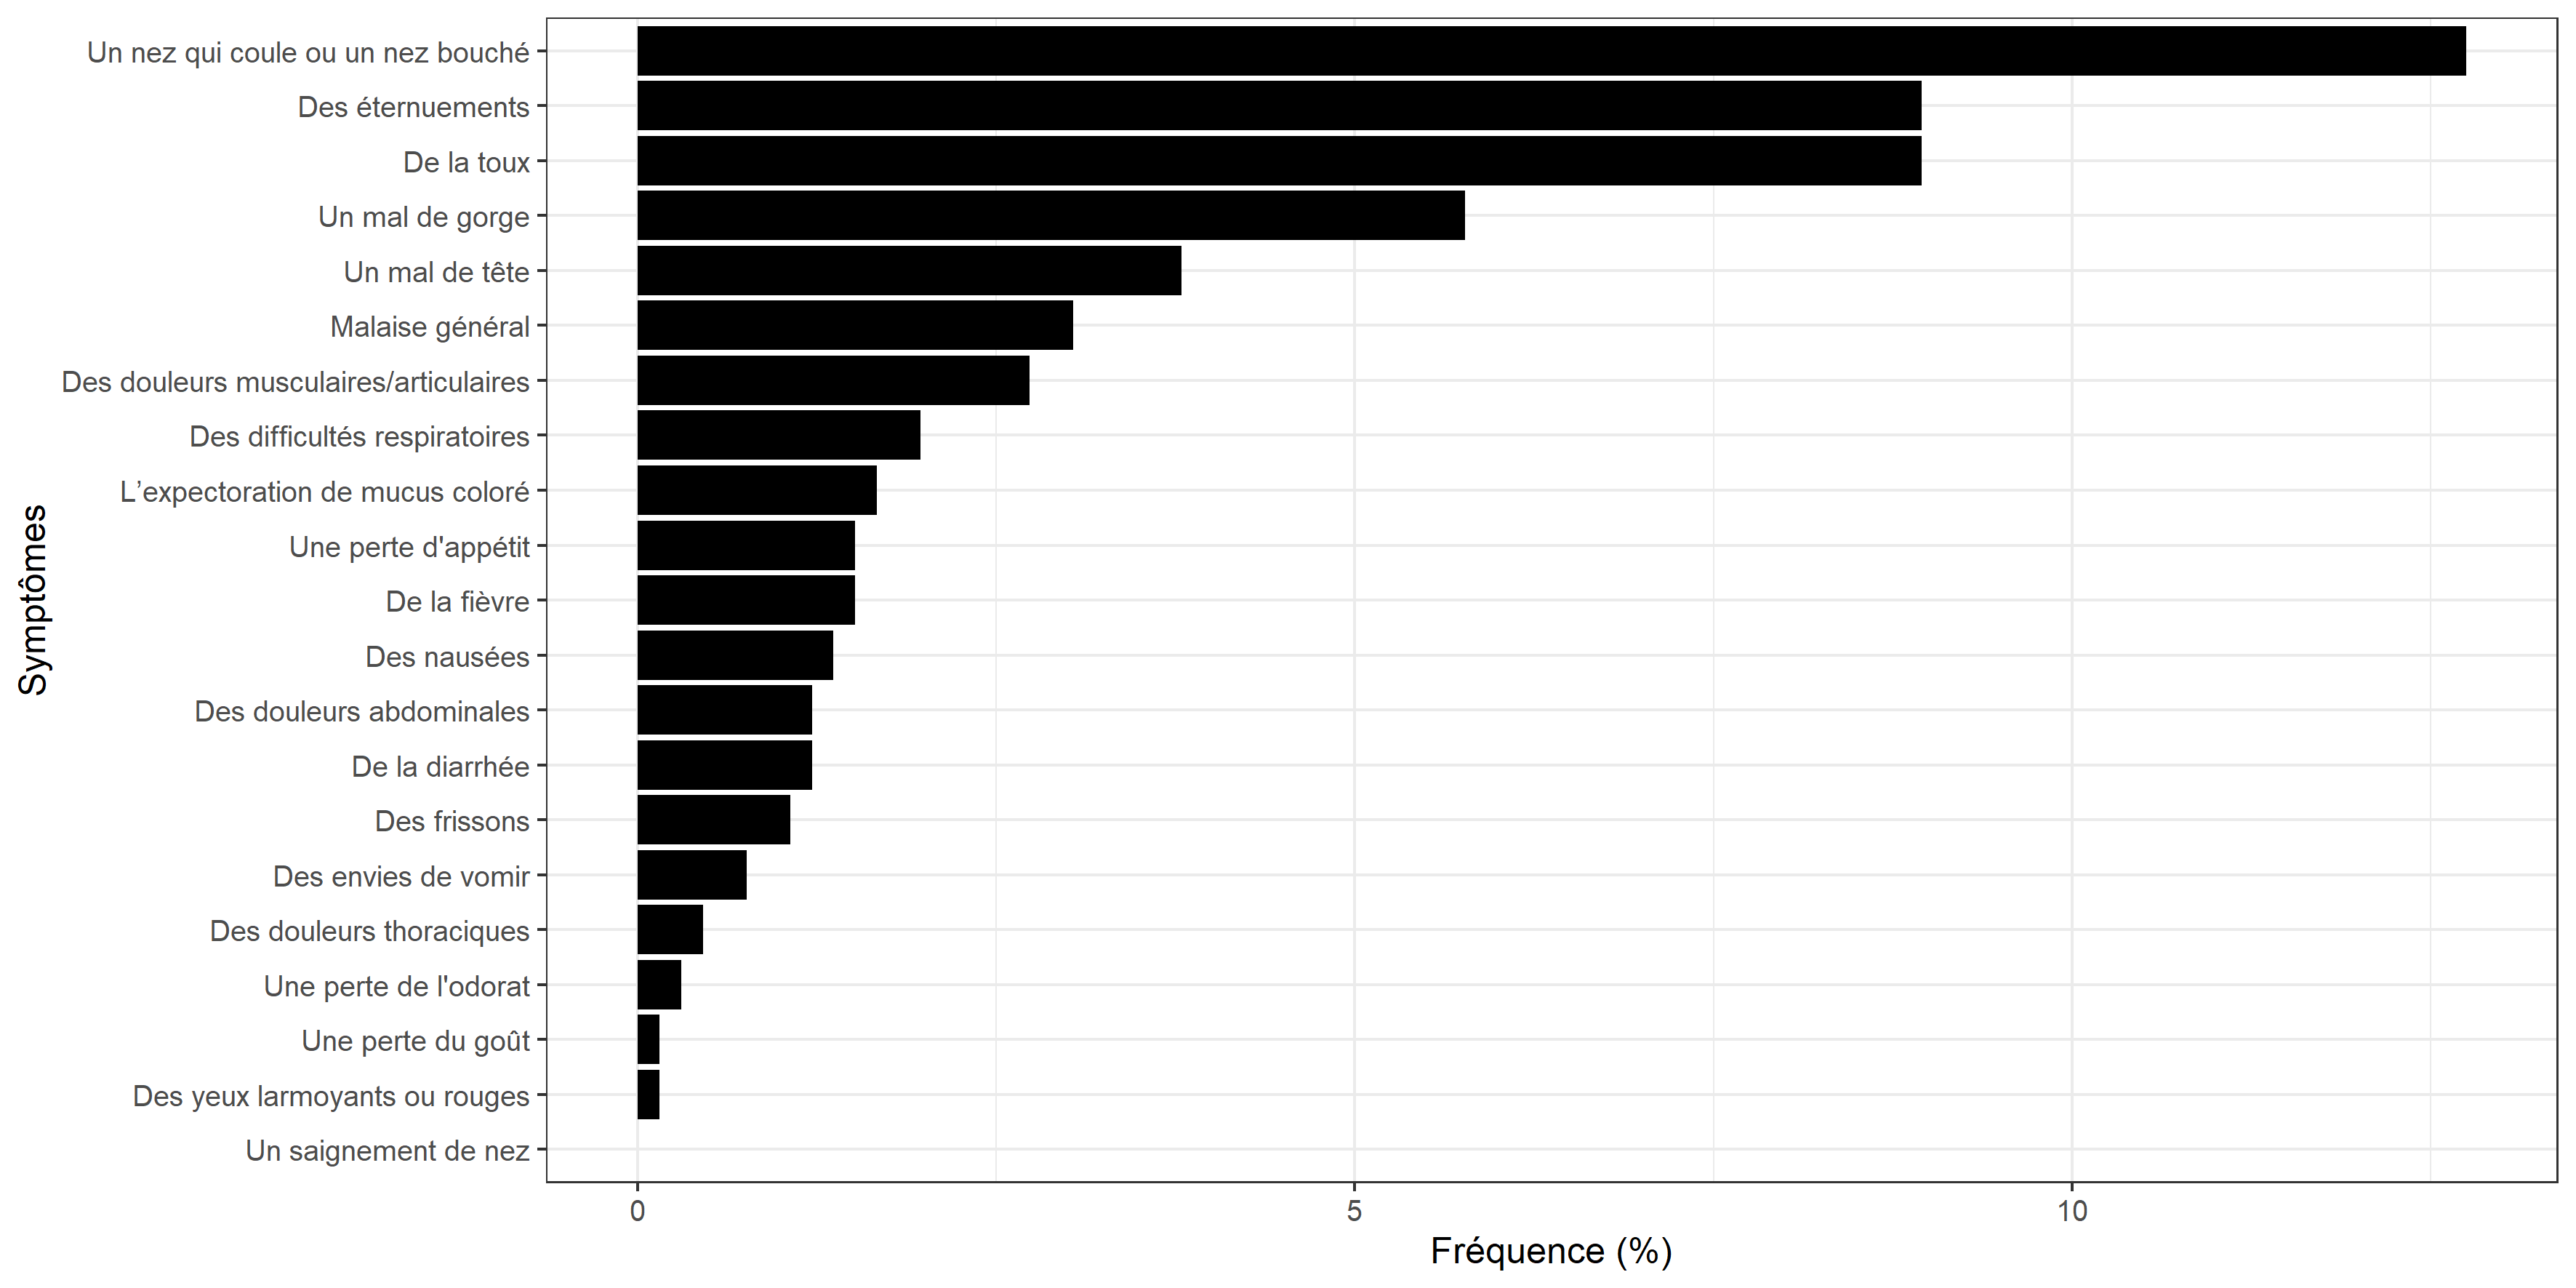 Un nez qui coule ou un nez bouché
Des éternuements
De la toux
Un mal de gorge
Un mal de tête
Malaise général
Des douleurs musculaires/articulaires
Des difficultés respiratoires
L’expectoration de mucus coloré
Une perte d'appétit
De la fièvre
Des nausées
Des douleurs abdominales
De la diarrhée
Des frissons
Des envies de vomir
Des douleurs thoraciques
Une perte de l'odorat
Une perte du goût
Des yeux larmoyants ou rouges
Un saignement de nez
Symptômes
0 5 10
Fréquence (%)